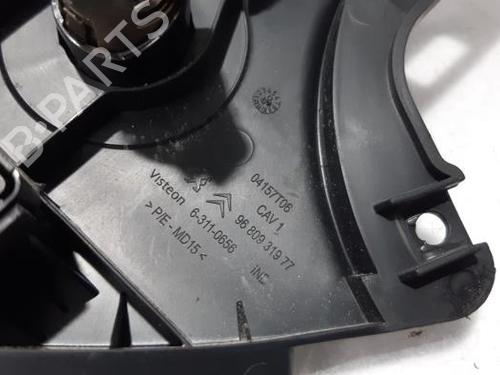 B-PARTS
04157T06
CAV 1
96 809 319 77
INC
Visteon
6-311-0656
>P/E-MD15<